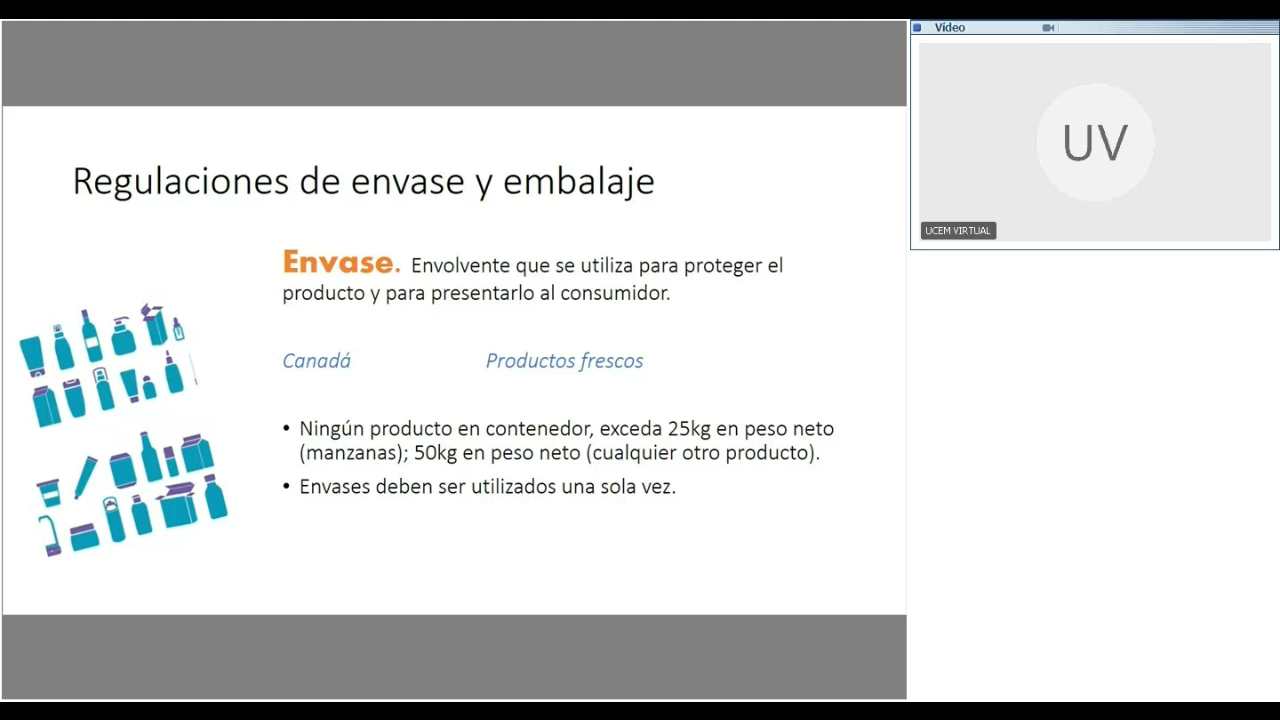 Regulaciones de envase y embalaje
Envase. Envolvente que se utiliza para proteger el
producto y para presentarlo al consumidor.
Canadá Productos frescos
• Ningún producto en contenedor, exceda 25kg en peso neto
(manzanas); 50kg en peso neto (cualquier otro producto).
• Envases deben ser utilizados una sola vez.
Vídeo
UV
UCEM VIRTUAL